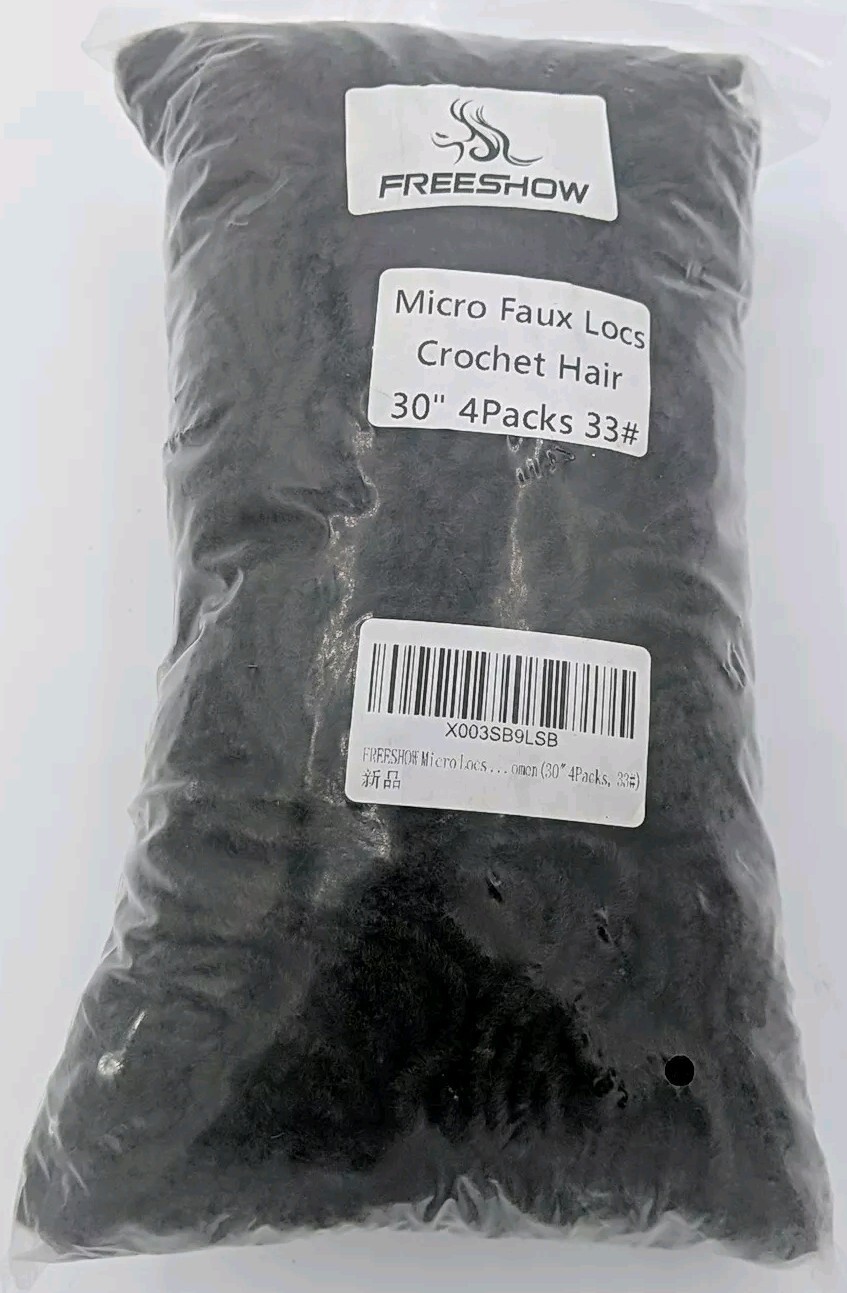 FREESHOW
Micro Faux Locs
Crochet Hair
30" 4Packs 33#
X003SB9LSB
FREESHOW Micro Locs...omen (30" 4Packs, 33#)
新品